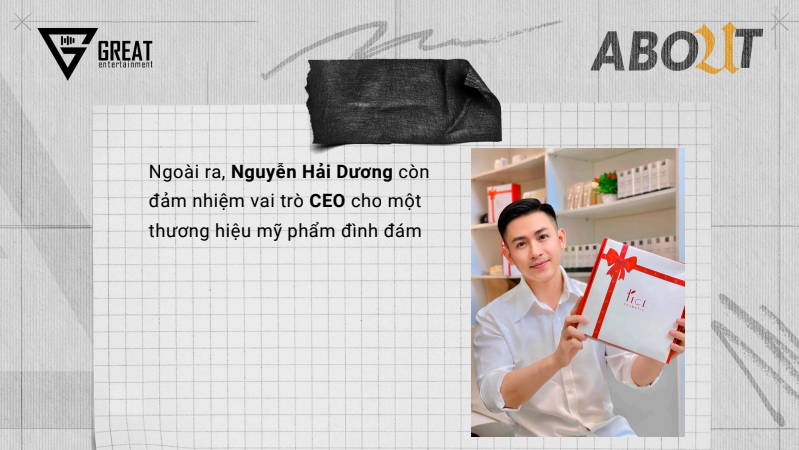 GREAT
entertainment
ABOUT
Ngoài ra, Nguyễn Hải Dương còn
đảm nhiệm vai trò CEO cho một
thương hiệu mỹ phẩm đình đám